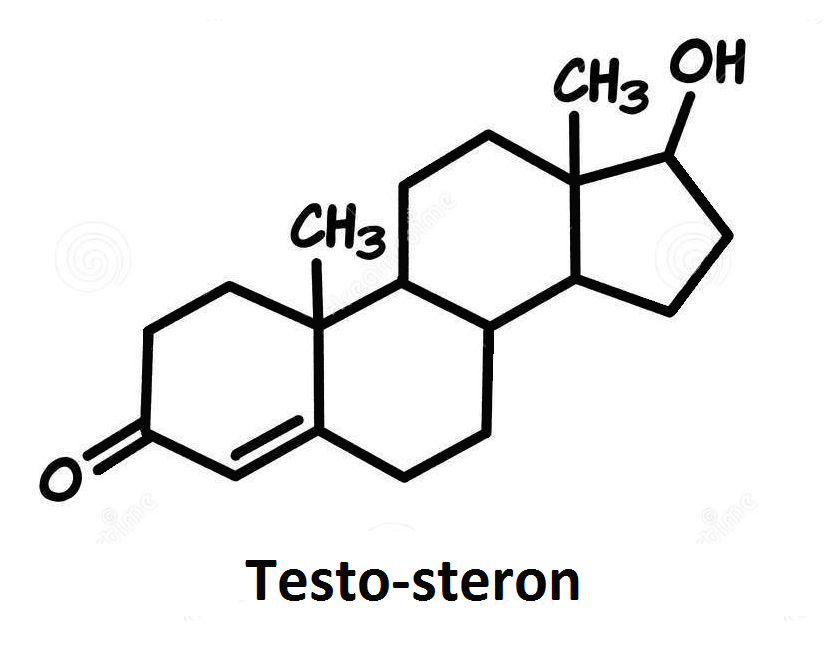 OH
CH3
CH3
O
Testo-steron